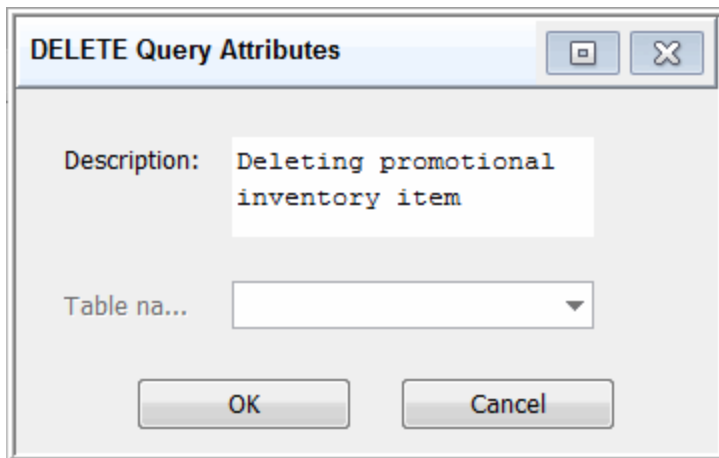 DELETE Query Attributes
Description:
Deleting promotional
inventory item
Table na...
OK
Cancel